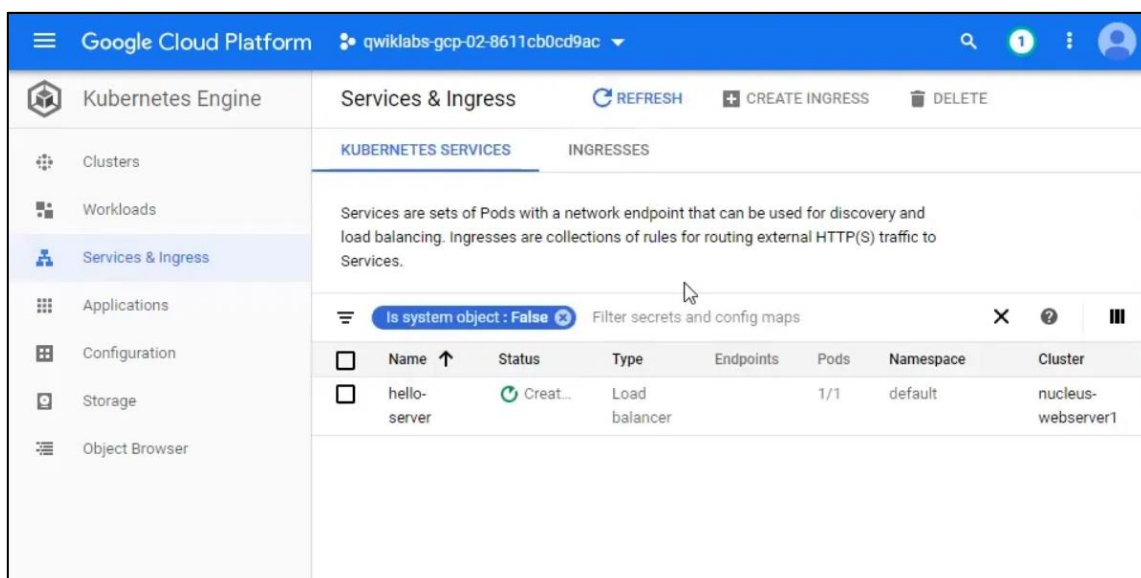 Google Cloud Platform
qwiklabs-gcp-02-8611cb0cd9ac
1
Kubernetes Engine
Clusters
Workloads
Services & Ingress
Applications
Configuration
Storage
Object Browser
Services & Ingress
REFRESH
CREATE INGRESS
DELETE
KUBERNETES SERVICES
INGRESSES
Services are sets of Pods with a network endpoint that can be used for discovery and
load balancing. Ingresses are collections of rules for routing external HTTP(S) traffic to
Services.
Is system object : False
Filter secrets and config maps
Name Status Type Endpoints Pods Namespace Cluster
hello- Creat... Load 1/1 default nucleus-
server balancer webserver1